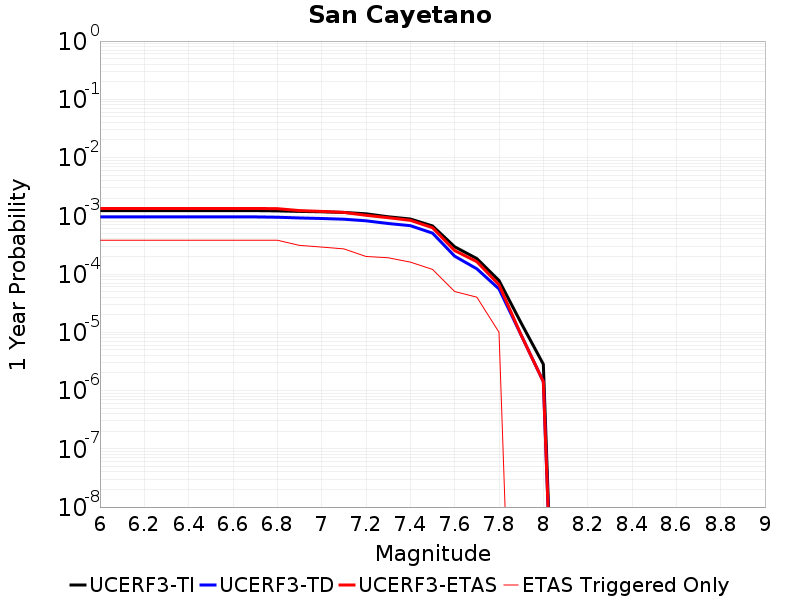 San Cayetano
1 Year Probability
10^0
10^-1
10^-2
10^-3
10^-4
10^-5
10^-6
10^-7
10^-8
6 6.2 6.4 6.6 6.8 7 7.2 7.4 7.6 7.8 8 8.2 8.4 8.6 8.8 9
Magnitude
UCERF3-TI UCERF3-TD UCERF3-ETAS ETAS Triggered Only